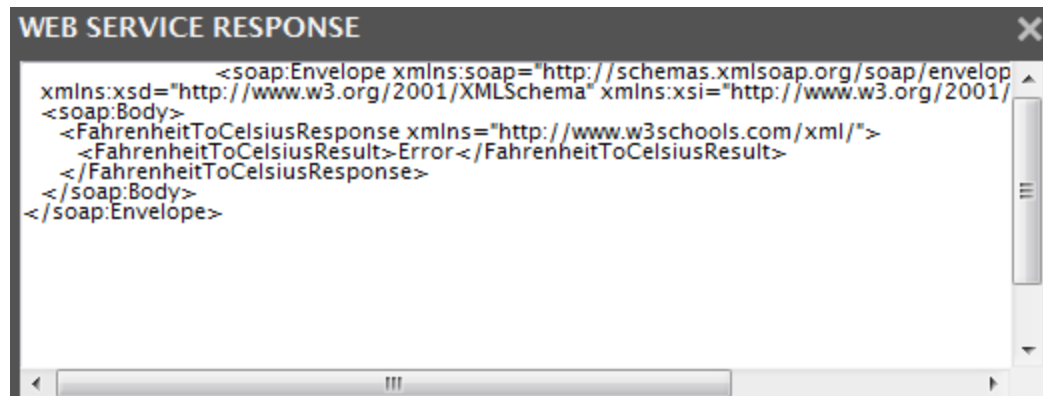 WEB SERVICE RESPONSE
<soap:Envelope xmlns:soap="http://schemas.xmlsoap.org/soap/envelop
xmlns:xsd="http://www.w3.org/2001/XMLSchema" xmlns:xsi="http://www.w3.org/2001/
<soap:Body>
<FahrenheitToCelsiusResponse xmlns="http://www.w3schools.com/xml/">
<FahrenheitToCelsiusResult>Error</FahrenheitToCelsiusResult>
</FahrenheitToCelsiusResponse>
</soap:Body>
</soap:Envelope>